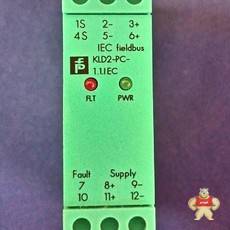 1S 2- 3+
4S 5- 6+
IEC fieldbus
KLD2-PC-
1.1.IEC
FLT PWR
Fault Supply
7 8+ 9-
10 11+ 12-